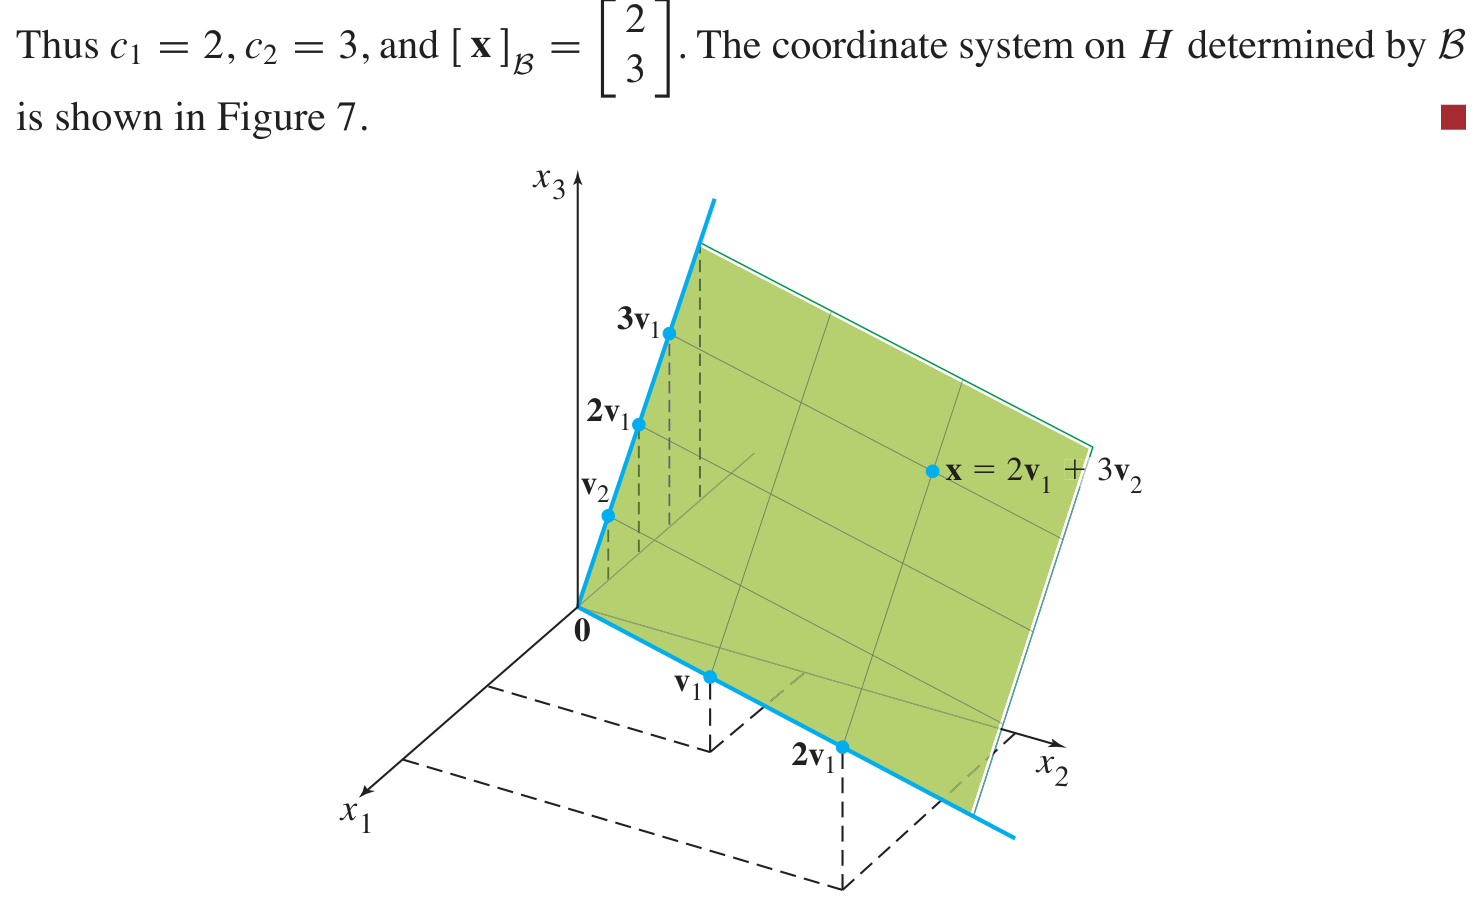 Thus c₁ = 2, c₂ = 3, and [ x ]_ℬ = [2 3]. The coordinate system on H determined by ℬ
is shown in Figure 7.
x₃
3v₁
2v₁
x = 2v₁ + 3v₂
v₂
0
v₁
2v₁
x₂
x₁